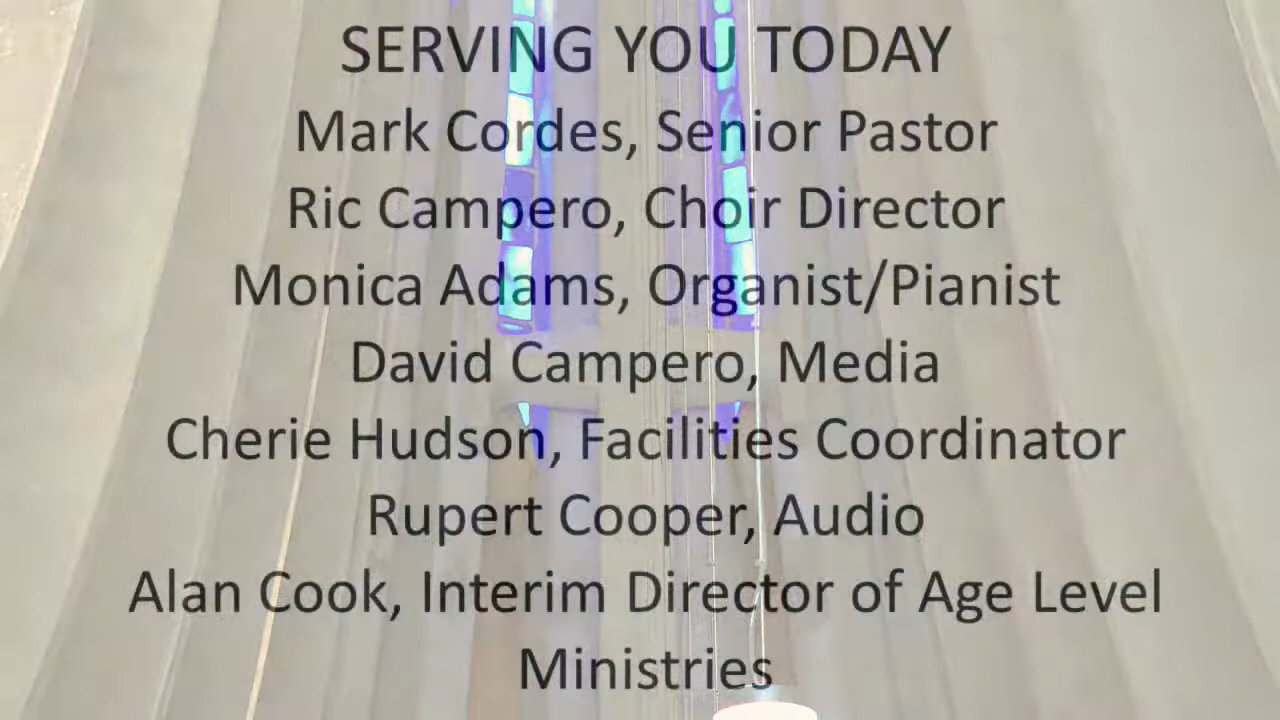 SERVING YOU TODAY
Mark Cordes, Senior Pastor
Ric Campero, Choir Director
Monica Adams, Organist/Pianist
David Campero, Media
Cherie Hudson, Facilities Coordinator
Rupert Cooper, Audio
Alan Cook, Interim Director of Age Level
Ministries